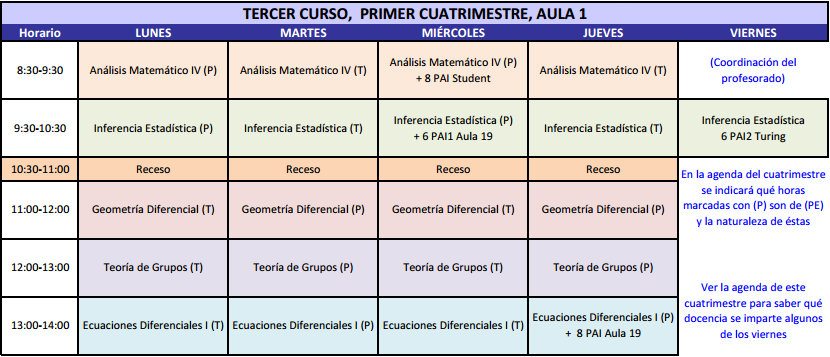 TERCER CURSO, PRIMER CUATRIMESTRE, AULA 1
Horario LUNES MARTES MIÉRCOLES JUEVES VIERNES
8:30-9:30
Análisis Matemático IV (P)
Análisis Matemático IV (T)
Análisis Matemático IV (P)
+ 8 PAI Student
Análisis Matemático IV (T)
(Coordinación del
profesorado)
9:30-10:30
Inferencia Estadística (P)
Inferencia Estadística (T)
Inferencia Estadística (P)
+ 6 PAI1 Aula 19
Inferencia Estadística (T)
Inferencia Estadística
6 PAI2 Turing
10:30-11:00 Receso Receso Receso Receso
11:00-12:00
Geometría Diferencial (T)
Geometría Diferencial (P)
Geometría Diferencial (T)
Geometría Diferencial (P)
En la agenda del cuatrimestre
se indicará qué horas
marcadas con (P) son de (PE)
y la naturaleza de éstas
12:00-13:00
Teoría de Grupos (T)
Teoría de Grupos (P)
Teoría de Grupos (T)
Teoría de Grupos (P)
13:00-14:00
Ecuaciones Diferenciales I (T)
Ecuaciones Diferenciales I (P)
Ecuaciones Diferenciales I (T)
Ecuaciones Diferenciales I (P)
+ 8 PAI Aula 19
Ver la agenda de este
cuatrimestre para saber qué
docencia se imparte algunos
de los viernes